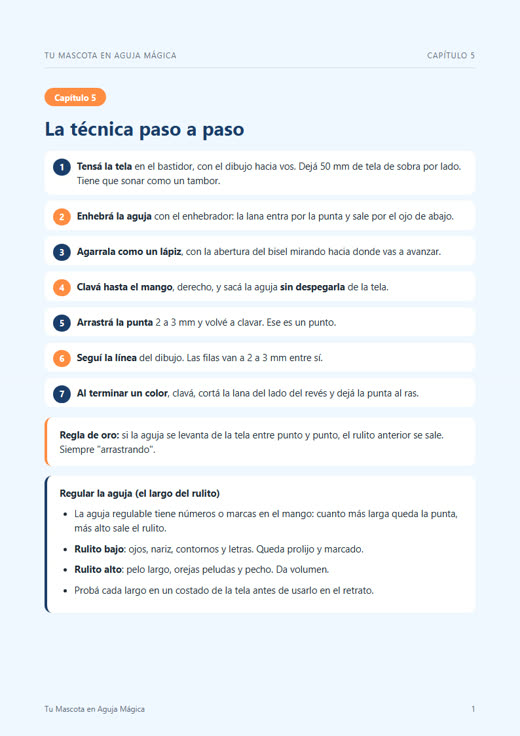 TU MASCOTA EN AGUJA MÁGICA
CAPÍTULO 5
Capítulo 5
La técnica paso a paso
1 Tensá la tela en el bastidor, con el dibujo hacia vos. Dejá 50 mm de tela de sobra por lado.
Tiene que sonar como un tambor.
2 Enhebrá la aguja con el enhebrador: la lana entra por la punta y sale por el ojo de abajo.
3 Agarrala como un lápiz, con la abertura del bisel mirando hacia donde vas a avanzar.
4 Clavá hasta el mango, derecho, y sacá la aguja sin despegarla de la tela.
5 Arrastrá la punta 2 a 3 mm y volvé a clavar. Ese es un punto.
6 Seguí la línea del dibujo. Las filas van a 2 a 3 mm entre sí.
7 Al terminar un color, clavá, cortá la lana del lado del revés y dejá la punta al ras.
Regla de oro: si la aguja se levanta de la tela entre punto y punto, el rulito anterior se sale.
Siempre "arrastrando".
Regular la aguja (el largo del rulito)
• La aguja regulable tiene números o marcas en el mango: cuanto más larga queda la punta,
más alto sale el rulito.
• Rulito bajo: ojos, nariz, contornos y letras. Queda prolijo y marcado.
• Rulito alto: pelo largo, orejas peludas y pecho. Da volumen.
• Probá cada largo en un costado de la tela antes de usarlo en el retrato.
Tu Mascota en Aguja Mágica
1